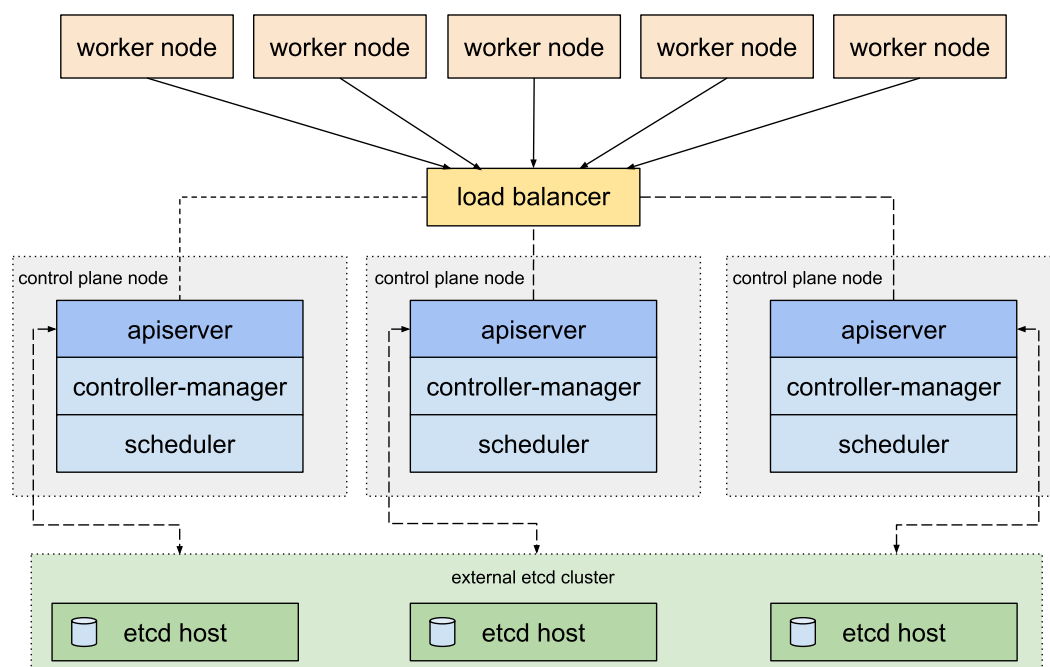 worker node
worker node
worker node
worker node
worker node
load balancer
control plane node
control plane node
control plane node
apiserver
apiserver
apiserver
controller-manager
controller-manager
controller-manager
scheduler
scheduler
scheduler
external etcd cluster
etcd host
etcd host
etcd host